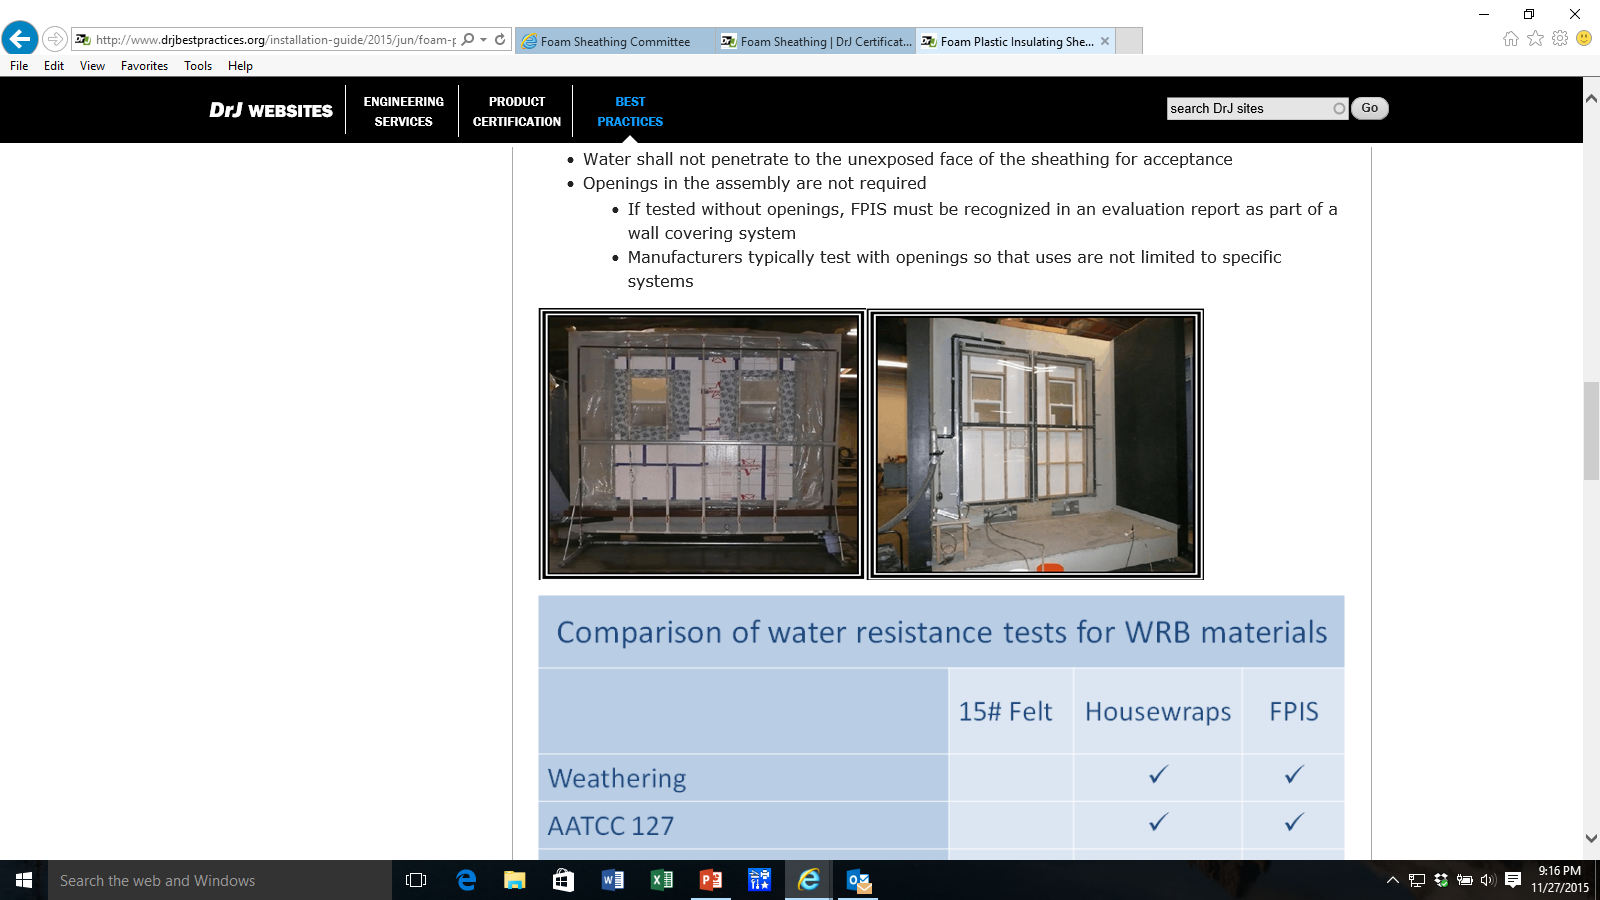 http://www.drjbestpractices.org/installation-guide/2015/jun/foam-p
Foam Sheathing Committee
Foam Sheathing | DrJ Certificat...
Foam Plastic Insulating She...
File Edit View Favorites Tools Help
DrJ WEBSITES
ENGINEERING
SERVICES
PRODUCT
CERTIFICATION
BEST
PRACTICES
search DrJ sites
Go
• Water shall not penetrate to the unexposed face of the sheathing for acceptance
• Openings in the assembly are not required
• If tested without openings, FPIS must be recognized in an evaluation report as part of a
wall covering system
• Manufacturers typically test with openings so that uses are not limited to specific
systems
Comparison of water resistance tests for WRB materials
15# Felt Housewraps FPIS
Weathering ✓ ✓
AATCC 127 ✓ ✓
Search the web and Windows
9:16 PM
11/27/2015